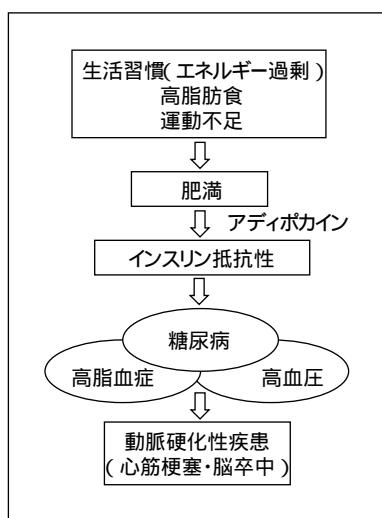 生活習慣(エネルギー過剰)
高脂肪食
運動不足
肥満
アディポカイン
インスリン抵抗性
糖尿病
高脂血症
高血圧
動脈硬化性疾患
(心筋梗塞・脳卒中)